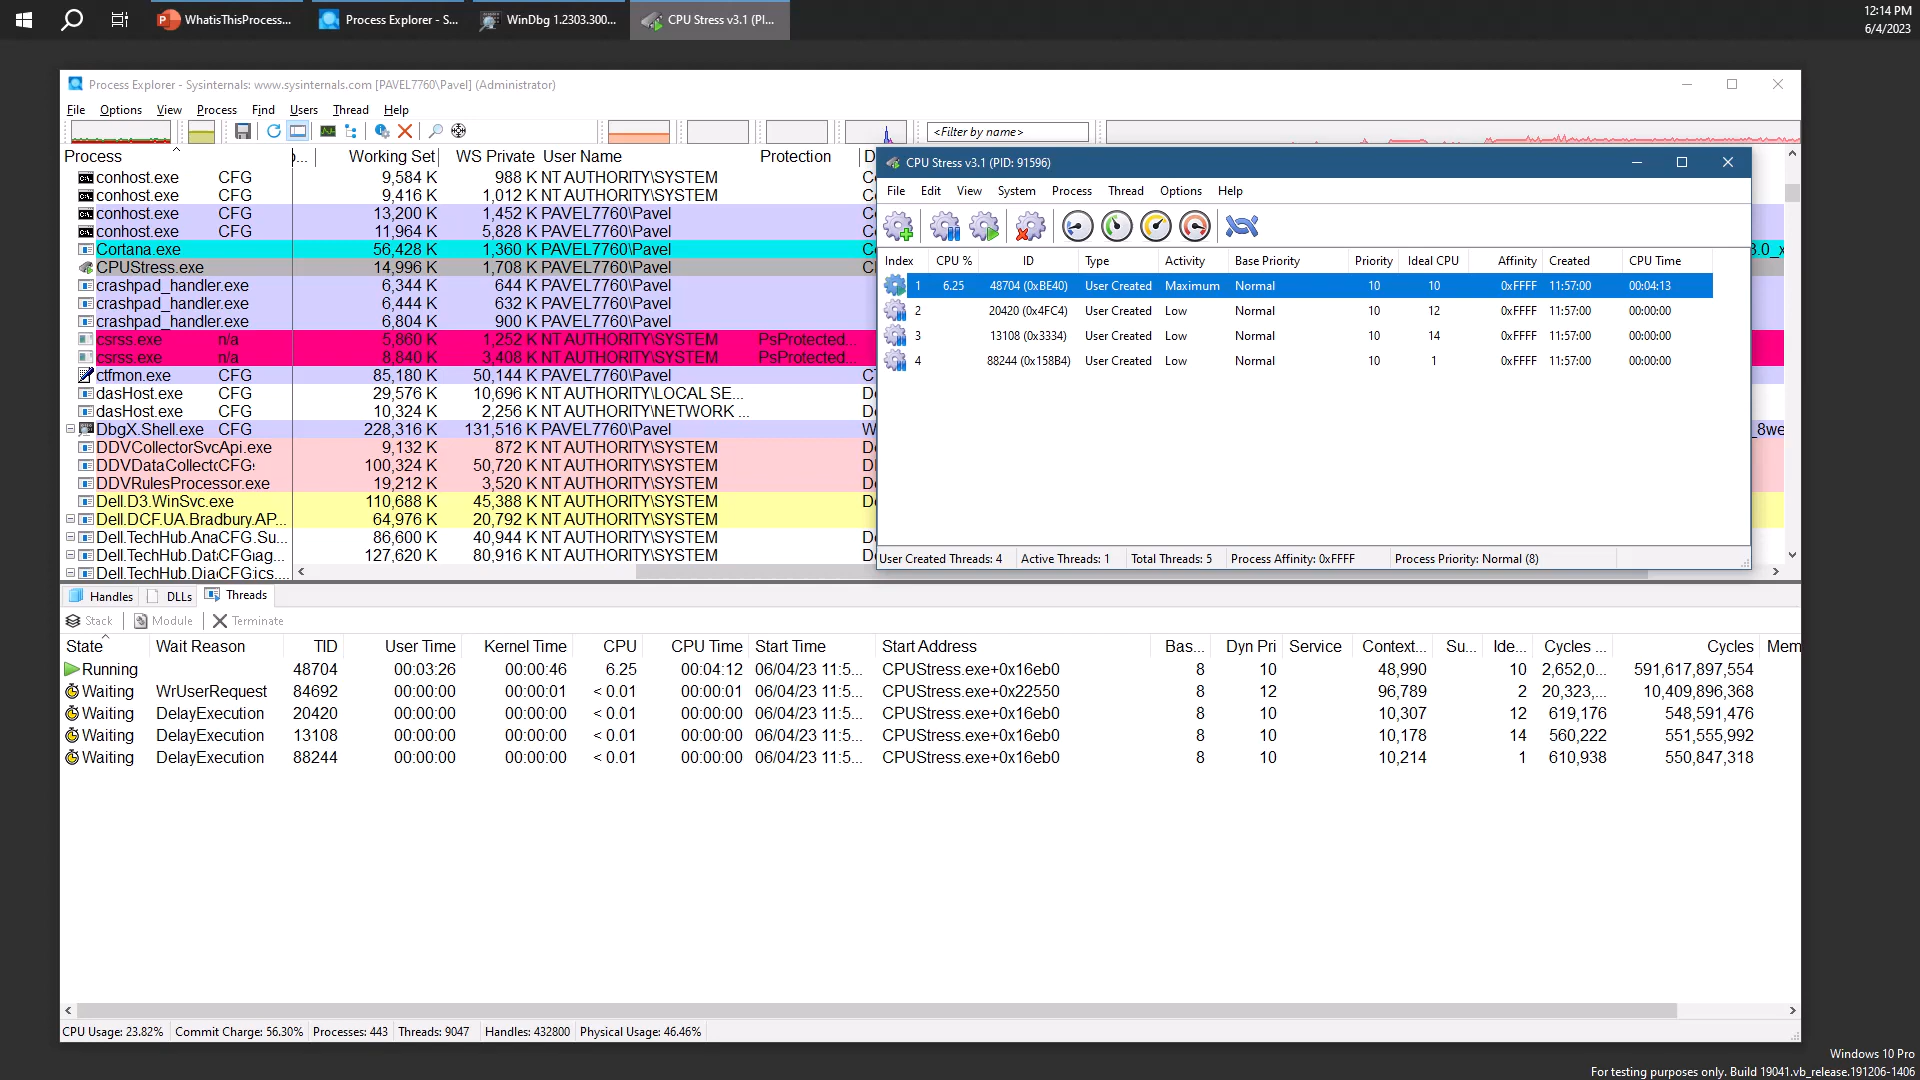 WhatisThisProcess...
Process Explorer - S...
WinDbg 1.2303.300...
CPU Stress v3.1 (PI...
12:14 PM
6/4/2023
Process Explorer - Sysinternals: www.sysinternals.com [PAVEL7760\Pavel] (Administrator)
File Options View Process Find Users Thread Help
<Filter by name>
Process ... Working Set WS Private User Name Protection D
conhost.exe CFG 9,584 K 988 K NT AUTHORITY\SYSTEM
conhost.exe CFG 9,416 K 1,012 K NT AUTHORITY\SYSTEM
conhost.exe CFG 13,200 K 1,452 K PAVEL7760\Pavel
conhost.exe CFG 11,964 K 5,828 K PAVEL7760\Pavel
Cortana.exe 56,428 K 1,360 K PAVEL7760\Pavel 3.0_x
CPUStress.exe 14,996 K 1,708 K PAVEL7760\Pavel
crashpad_handler.exe 6,344 K 644 K PAVEL7760\Pavel
crashpad_handler.exe 6,444 K 632 K PAVEL7760\Pavel
crashpad_handler.exe 6,804 K 900 K PAVEL7760\Pavel
csrss.exe n/a 5,860 K 1,252 K NT AUTHORITY\SYSTEM PsProtected...
csrss.exe n/a 8,840 K 3,408 K NT AUTHORITY\SYSTEM PsProtected...
ctfmon.exe CFG 85,180 K 50,144 K PAVEL7760\Pavel
dasHost.exe CFG 29,576 K 10,696 K NT AUTHORITY\LOCAL SE...
dasHost.exe CFG 10,324 K 2,256 K NT AUTHORITY\NETWORK ...
DbgX.Shell.exe CFG 228,316 K 131,516 K PAVEL7760\Pavel W _8we
DDVCollectorSvcApi.exe 9,132 K 872 K NT AUTHORITY\SYSTEM
DDVDataCollectCFG 100,324 K 50,720 K NT AUTHORITY\SYSTEM
DDVRulesProcessor.exe 19,212 K 3,520 K NT AUTHORITY\SYSTEM
Dell.D3.WinSvc.exe 110,688 K 45,388 K NT AUTHORITY\SYSTEM
Dell.DCF.UA.Bradbury.AP... 64,976 K 20,792 K NT AUTHORITY\SYSTEM
Dell.TechHub.AnaCFG.Su... 86,600 K 40,944 K NT AUTHORITY\SYSTEM
Dell.TechHub.DataCFGiag... 127,620 K 80,916 K NT AUTHORITY\SYSTEM
Dell.TechHub.DiagCFGics....
CPU Stress v3.1 (PID: 91596)
File Edit View System Process Thread Options Help
Index CPU % ID Type Activity Base Priority Priority Ideal CPU Affinity Created CPU Time
1 6.25 48704 (0xBE40) User Created Maximum Normal 10 10 0xFFFF 11:57:00 00:04:13
2 20420 (0x4FC4) User Created Low Normal 10 12 0xFFFF 11:57:00 00:00:00
3 13108 (0x3334) User Created Low Normal 10 14 0xFFFF 11:57:00 00:00:00
4 88244 (0x158B4) User Created Low Normal 10 1 0xFFFF 11:57:00 00:00:00
User Created Threads: 4 Active Threads: 1 Total Threads: 5 Process Affinity: 0xFFFF Process Priority: Normal (8)
Handles DLLs Threads
Stack Module Terminate
State Wait Reason TID User Time Kernel Time CPU CPU Time Start Time Start Address Bas... Dyn Pri Service Context... Su... Ide... Cycles ... Cycles Mem
Running 48704 00:03:26 00:00:46 6.25 00:04:12 06/04/23 11:5... CPUStress.exe+0x16eb0 8 10 48,990 10 2,652,0... 591,617,897,554
Waiting WrUserRequest 84692 00:00:00 00:00:01 < 0.01 00:00:01 06/04/23 11:5... CPUStress.exe+0x22550 8 12 96,789 2 20,323,... 10,409,896,368
Waiting DelayExecution 20420 00:00:00 00:00:00 < 0.01 00:00:00 06/04/23 11:5... CPUStress.exe+0x16eb0 8 10 10,307 12 619,176 548,591,476
Waiting DelayExecution 13108 00:00:00 00:00:00 < 0.01 00:00:00 06/04/23 11:5... CPUStress.exe+0x16eb0 8 10 10,178 14 560,222 551,555,992
Waiting DelayExecution 88244 00:00:00 00:00:00 < 0.01 00:00:00 06/04/23 11:5... CPUStress.exe+0x16eb0 8 10 10,214 1 610,938 550,847,318
CPU Usage: 23.82% Commit Charge: 56.30% Processes: 443 Threads: 9047 Handles: 432800 Physical Usage: 46.46%
Windows 10 Pro
For testing purposes only. Build 19041.vb_release.191206-1406